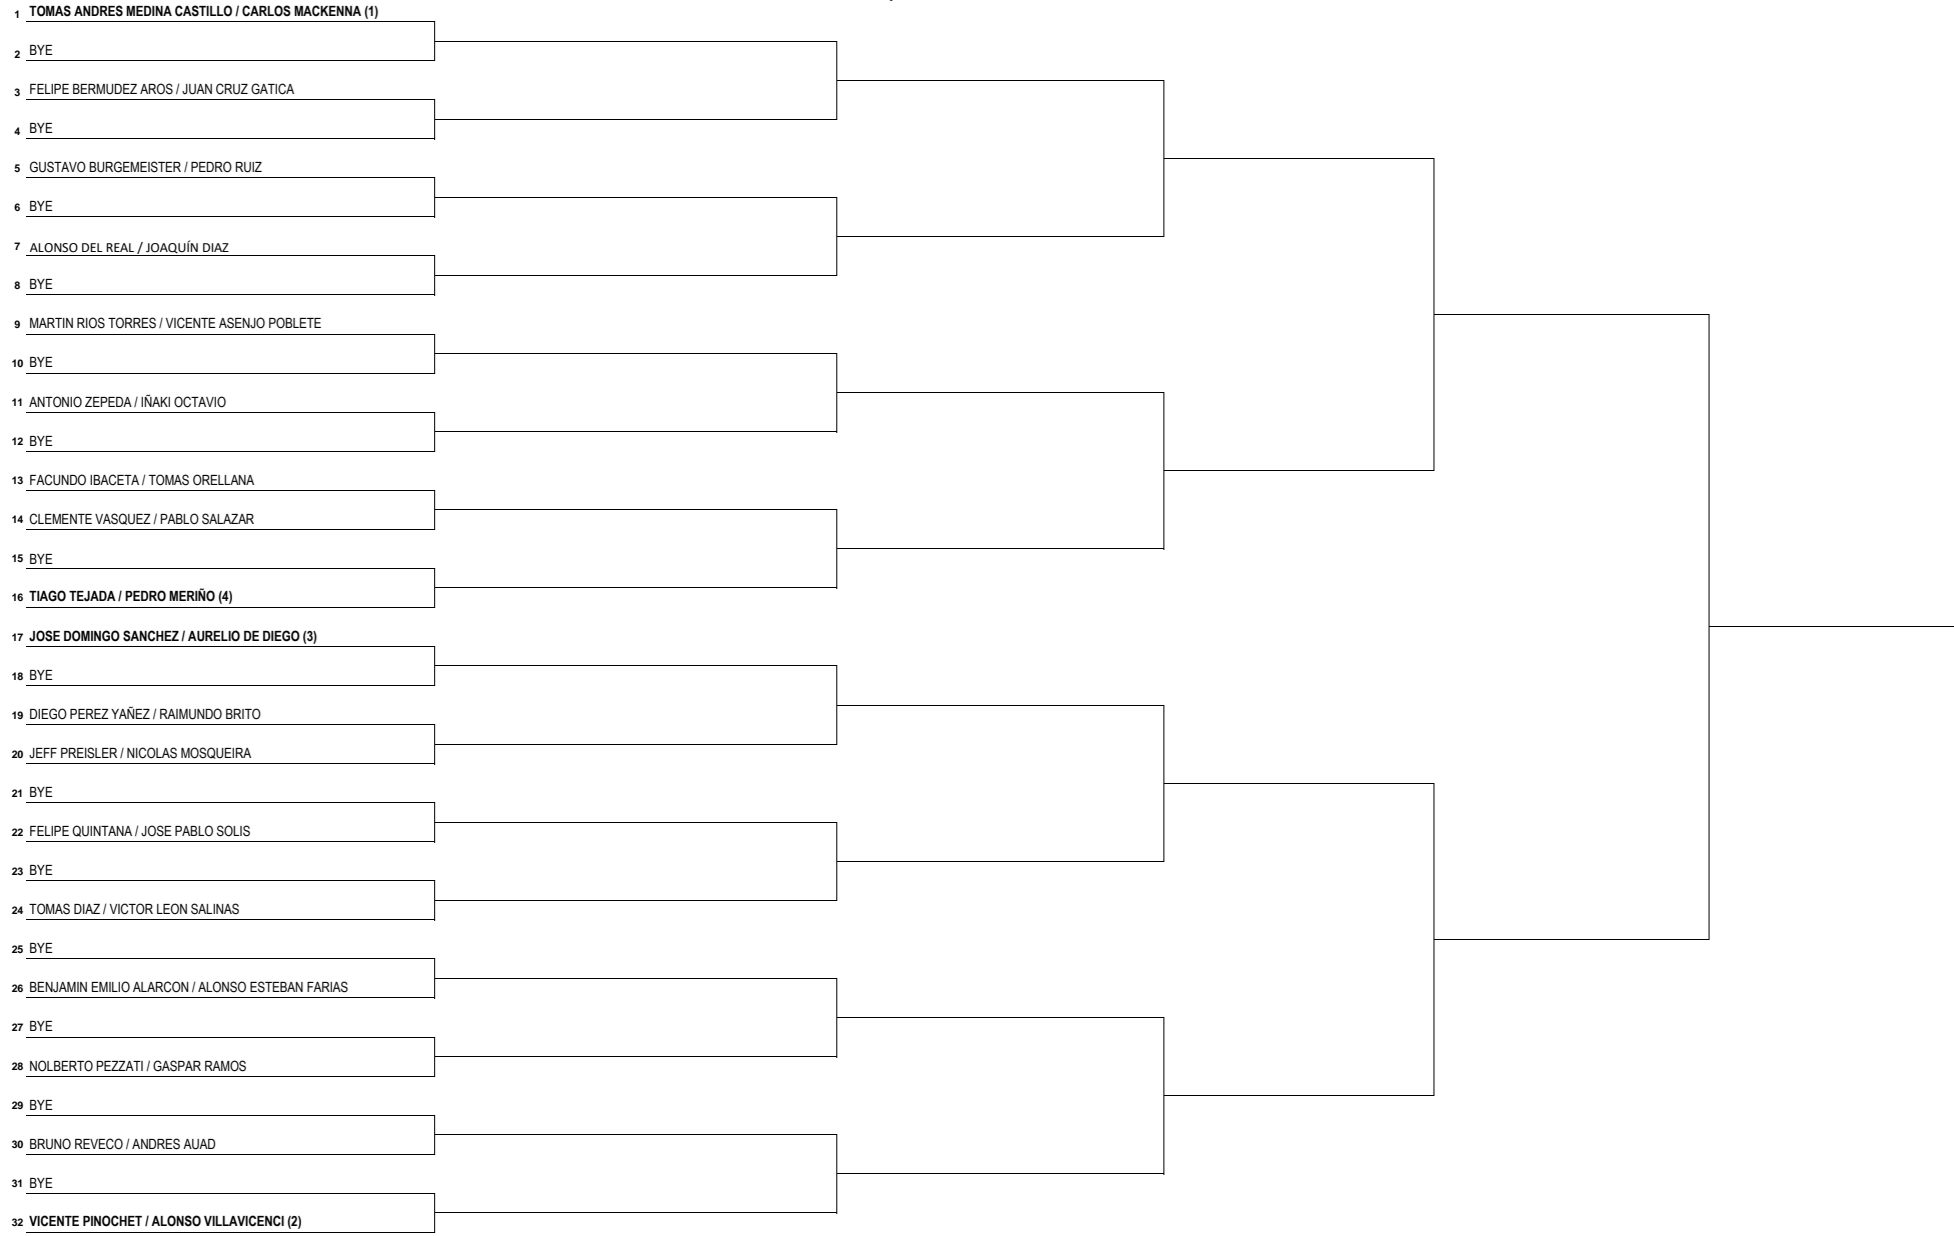 1 TOMAS ANDRES MEDINA CASTILLO / CARLOS MACKENNA (1)
2 BYE
3 FELIPE BERMUDEZ AROS / JUAN CRUZ GATICA
4 BYE
5 GUSTAVO BURGEMEISTER / PEDRO RUIZ
6 BYE
7 ALONSO DEL REAL / JOAQUÍN DIAZ
8 BYE
9 MARTIN RIOS TORRES / VICENTE ASENJO POBLETE
10 BYE
11 ANTONIO ZEPEDA / IÑAKI OCTAVIO
12 BYE
13 FACUNDO IBACETA / TOMAS ORELLANA
14 CLEMENTE VASQUEZ / PABLO SALAZAR
15 BYE
16 TIAGO TEJADA / PEDRO MERIÑO (4)
17 JOSE DOMINGO SANCHEZ / AURELIO DE DIEGO (3)
18 BYE
19 DIEGO PEREZ YAÑEZ / RAIMUNDO BRITO
20 JEFF PREISLER / NICOLAS MOSQUEIRA
21 BYE
22 FELIPE QUINTANA / JOSE PABLO SOLIS
23 BYE
24 TOMAS DIAZ / VICTOR LEON SALINAS
25 BYE
26 BENJAMIN EMILIO ALARCON / ALONSO ESTEBAN FARIAS
27 BYE
28 NOLBERTO PEZZATI / GASPAR RAMOS
29 BYE
30 BRUNO REVECO / ANDRES AUAD
31 BYE
32 VICENTE PINOCHET / ALONSO VILLAVICENCI (2)